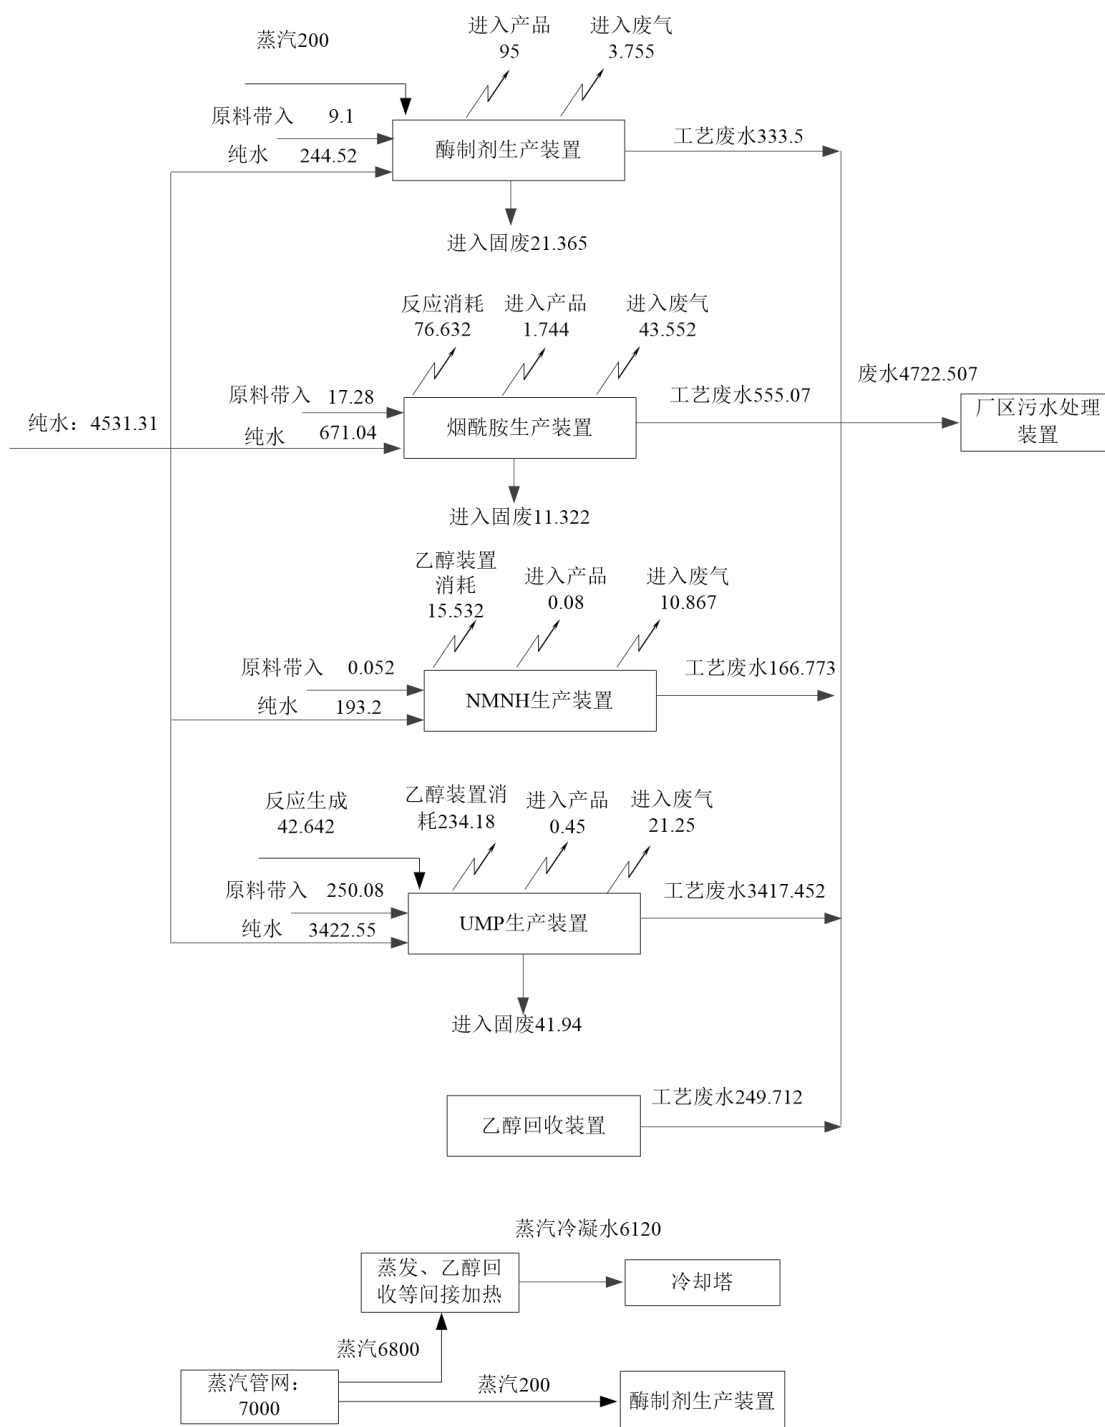 蒸汽200
进入产品
95
进入废气
3.755
原料带入 9.1
纯水 244.52
酶制剂生产装置
工艺废水333.5
进入固废21.365
反应消耗
76.632
进入产品
1.744
进入废气
43.552
原料带入 17.28
纯水 671.04
烟酰胺生产装置
工艺废水555.07
进入固废11.322
纯水：4531.31
废水4722.507
厂区污水处理
装置
乙醇装置
消耗
15.532
进入产品
0.08
进入废气
10.867
原料带入 0.052
纯水 193.2
NMNH生产装置
工艺废水166.773
反应生成
42.642
乙醇装置消
耗234.18
进入产品
0.45
进入废气
21.25
原料带入 250.08
纯水 3422.55
UMP生产装置
工艺废水3417.452
进入固废41.94
乙醇回收装置
工艺废水249.712
蒸汽冷凝水6120
蒸发、乙醇回
收等间接加热
冷却塔
蒸汽6800
蒸汽管网：
7000
蒸汽200
酶制剂生产装置